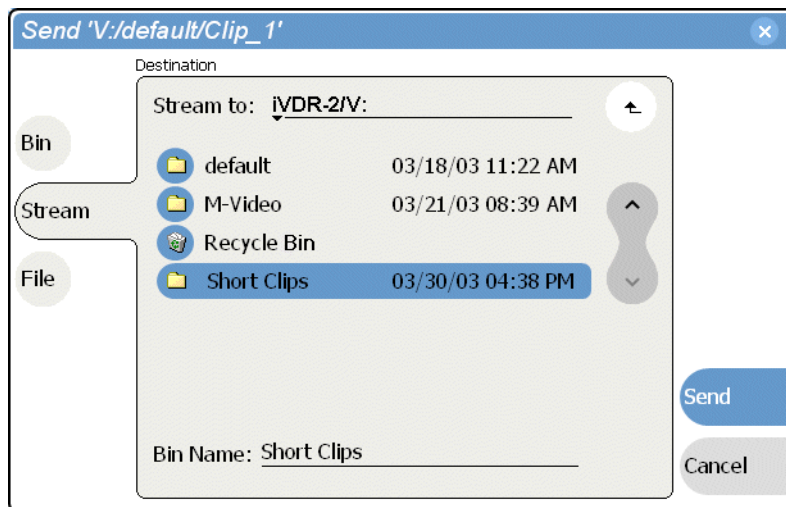 Send 'V:/default/Clip_1'
Destination
Stream to: iVDR-2/V:
Bin
Stream
File
default 03/18/03 11:22 AM
M-Video 03/21/03 08:39 AM
Recycle Bin
Short Clips 03/30/03 04:38 PM
Bin Name: Short Clips
Send
Cancel